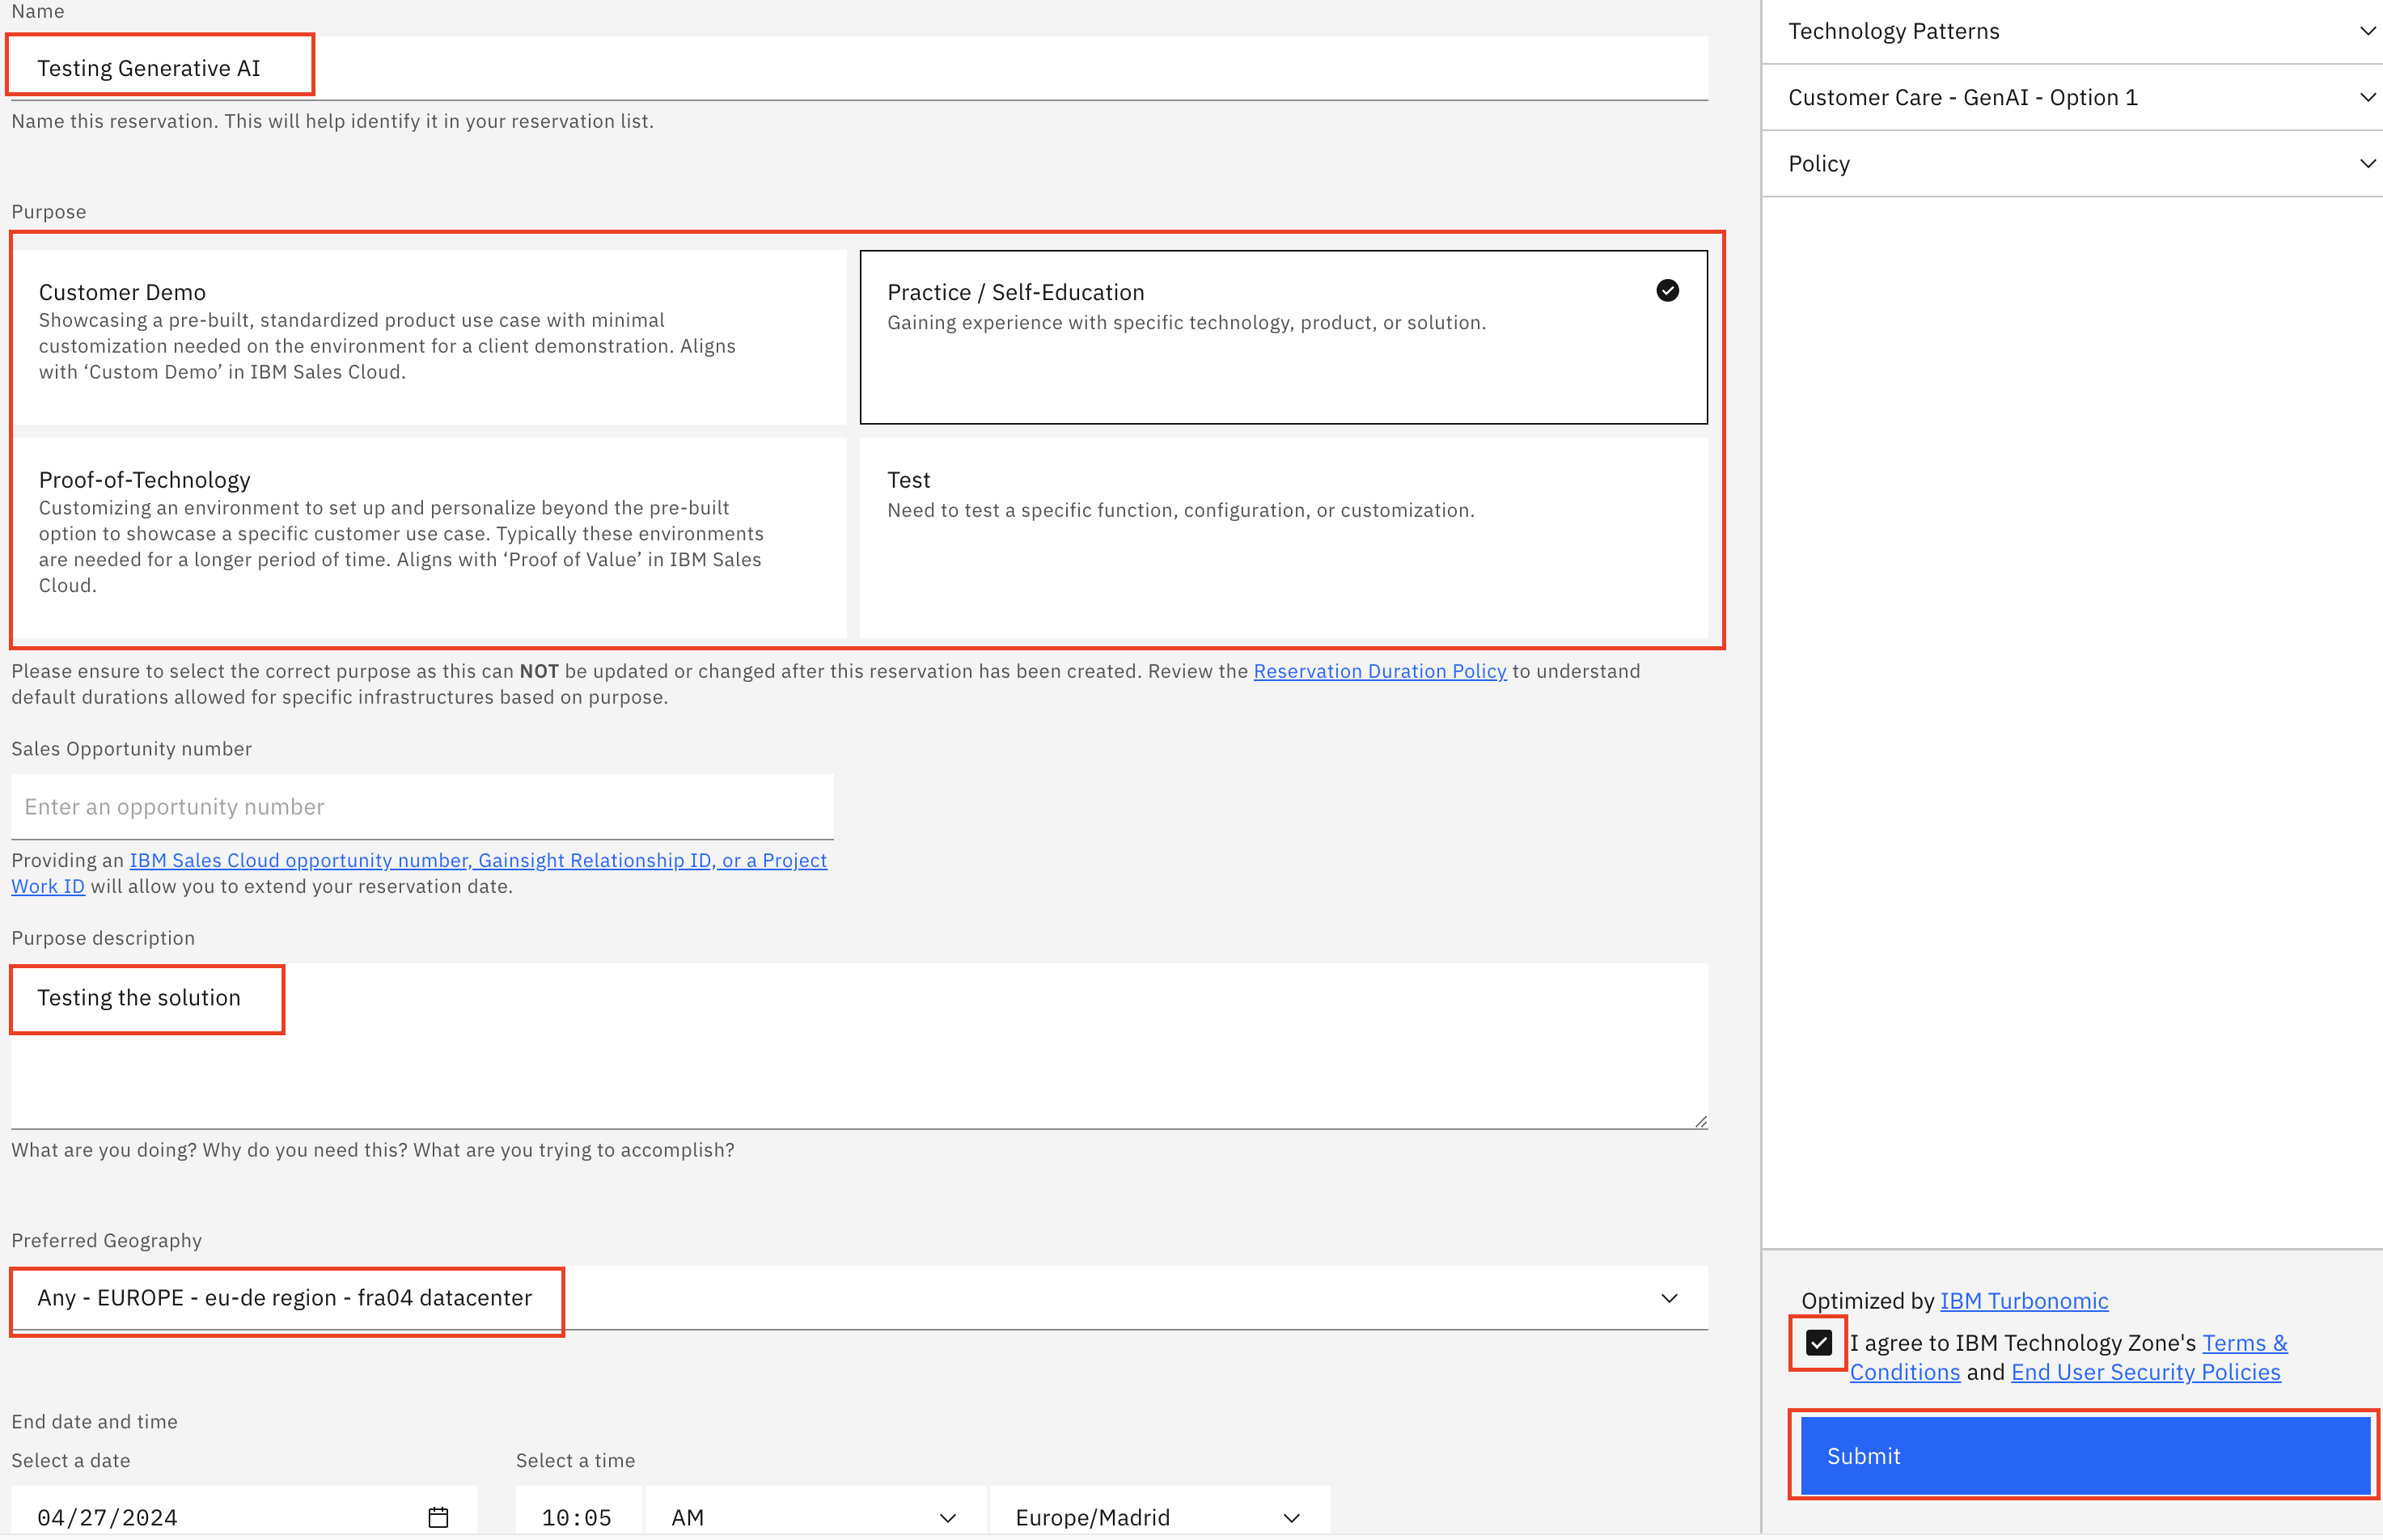 Name
Testing Generative AI
Name this reservation. This will help identify it in your reservation list.
Purpose
Customer Demo
Showcasing a pre-built, standardized product use case with minimal
customization needed on the environment for a client demonstration. Aligns
with ‘Custom Demo’ in IBM Sales Cloud.
Practice / Self-Education
Gaining experience with specific technology, product, or solution.
Proof-of-Technology
Customizing an environment to set up and personalize beyond the pre-built
option to showcase a specific customer use case. Typically these environments
are needed for a longer period of time. Aligns with ‘Proof of Value’ in IBM Sales
Cloud.
Test
Need to test a specific function, configuration, or customization.
Please ensure to select the correct purpose as this can NOT be updated or changed after this reservation has been created. Review the Reservation Duration Policy to understand
default durations allowed for specific infrastructures based on purpose.
Sales Opportunity number
Enter an opportunity number
Providing an IBM Sales Cloud opportunity number, Gainsight Relationship ID, or a Project
Work ID will allow you to extend your reservation date.
Purpose description
Testing the solution
What are you doing? Why do you need this? What are you trying to accomplish?
Preferred Geography
Any - EUROPE - eu-de region - fra04 datacenter
End date and time
Select a date
Select a time
04/27/2024
10:05
AM
Europe/Madrid
Technology Patterns
Customer Care - GenAI - Option 1
Policy
Optimized by IBM Turbonomic
I agree to IBM Technology Zone's Terms &
Conditions and End User Security Policies
Submit